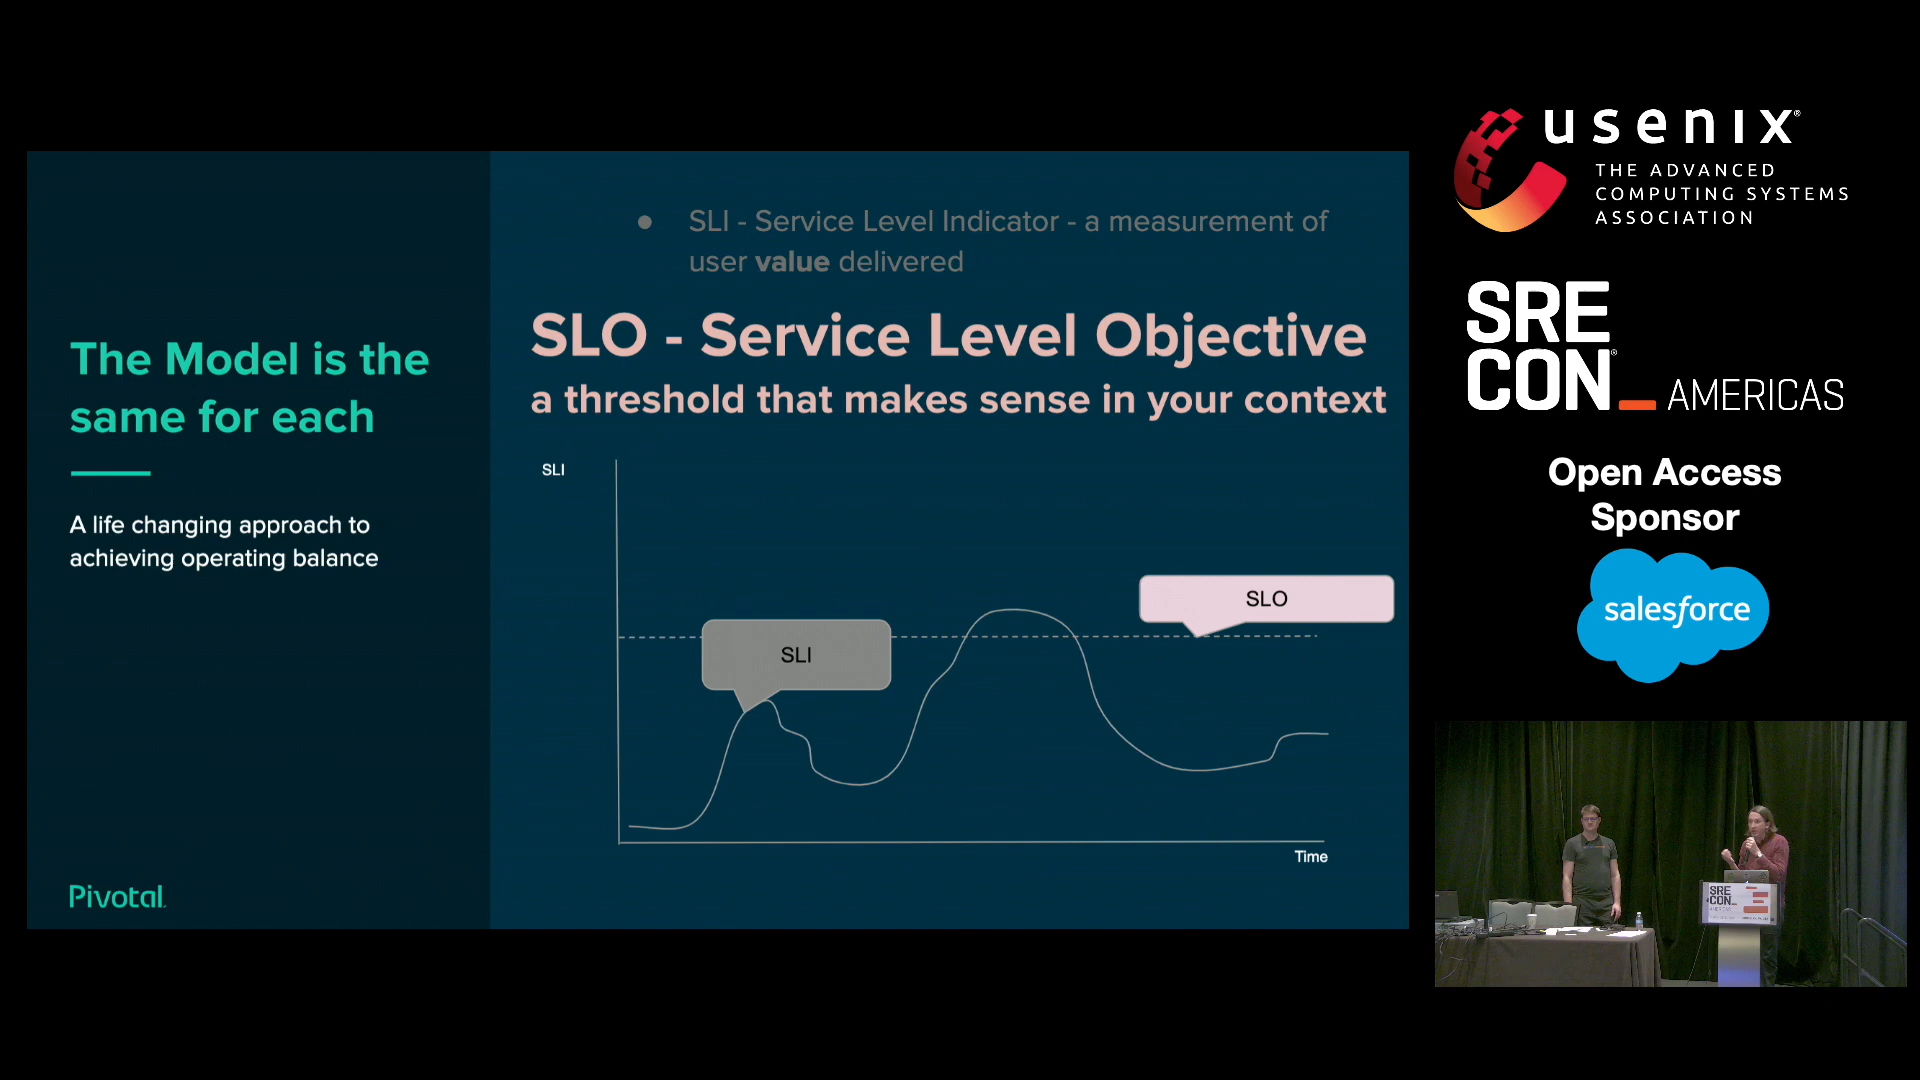 The Model is the
same for each
A life changing approach to
achieving operating balance
Pivotal
● SLI - Service Level Indicator - a measurement of
user value delivered
SLO - Service Level Objective
a threshold that makes sense in your context
SLI
SLI
SLO
Time
usenix®
THE ADVANCED
COMPUTING SYSTEMS
ASSOCIATION
SRE
CON® AMERICAS
Open Access
Sponsor
salesforce
SRE
CON